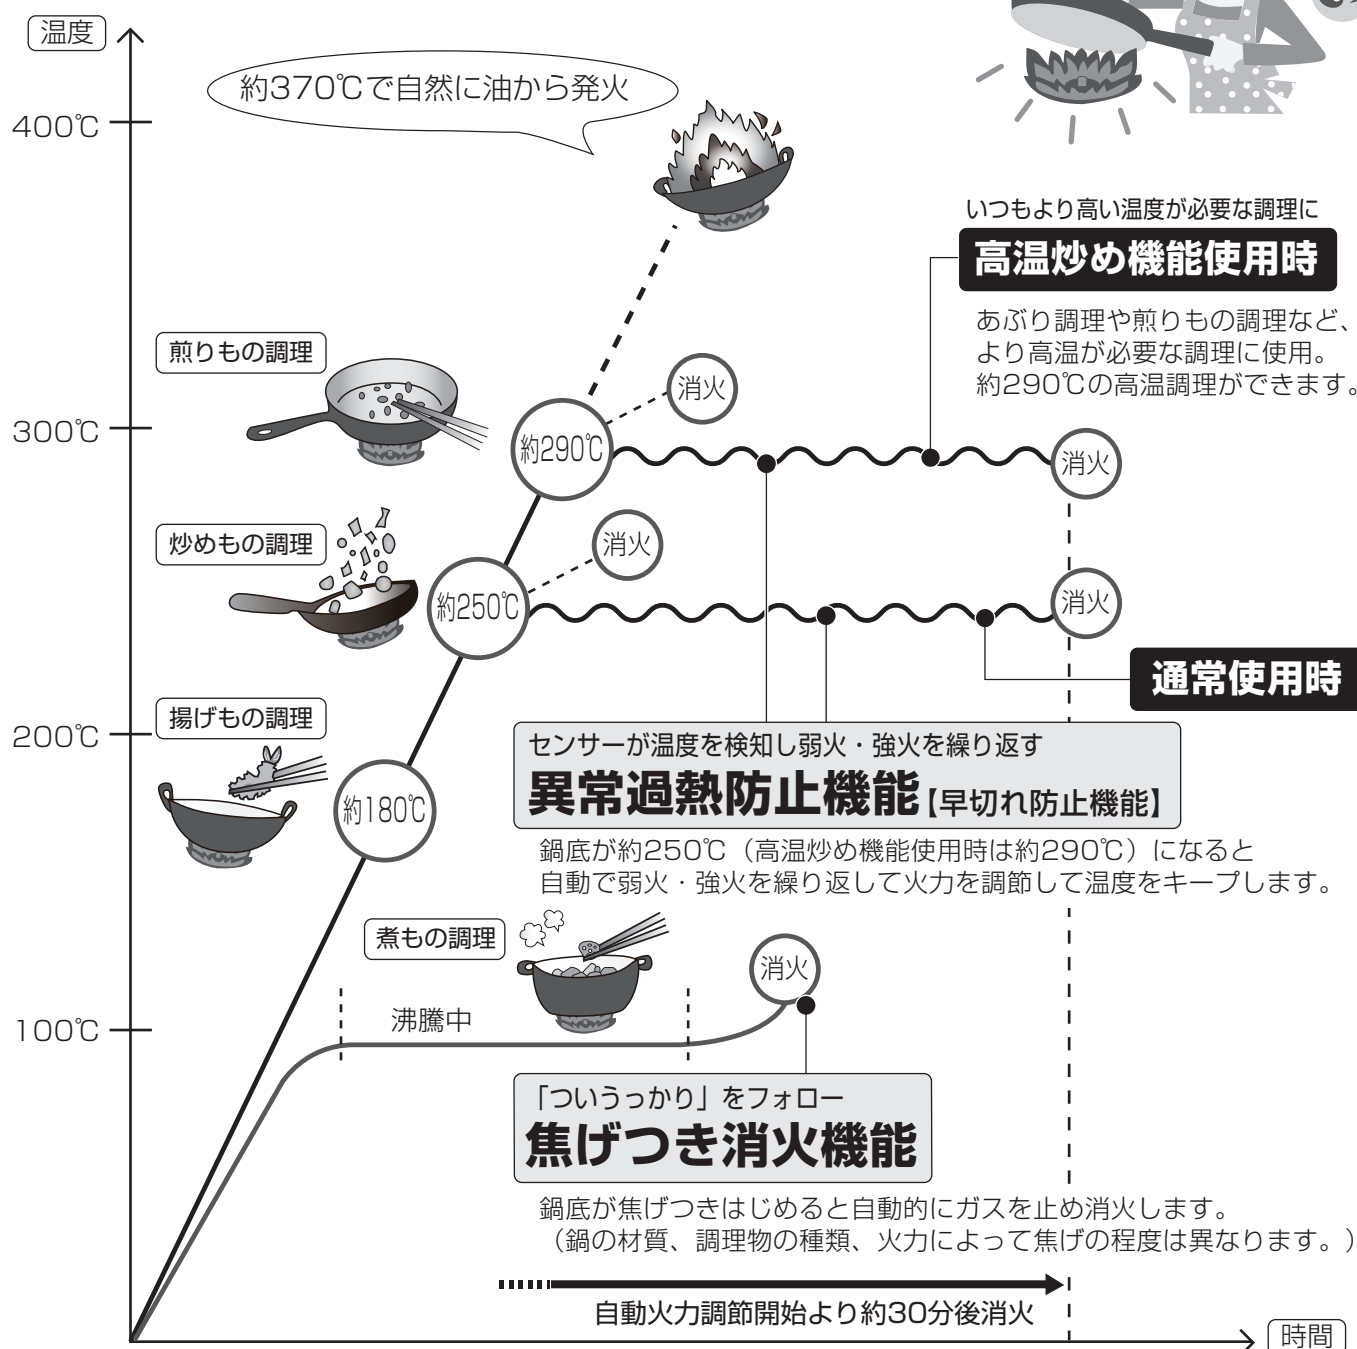 温度
約370℃で自然に油から発火
400℃
いつもより高い温度が必要な調理に
高温炒め機能使用時
あぶり調理や煎りもの調理など、
より高温が必要な調理に使用。
約290℃の高温調理ができます。
煎りもの調理
消火
300℃
約290℃
消火
炒めもの調理
消火
約250℃
消火
通常使用時
揚げもの調理
200℃
約180℃
センサーが温度を検知し弱火・強火を繰り返す
異常過熱防止機能【早切れ防止機能】
鍋底が約250℃（高温炒め機能使用時は約290℃）になると
自動で弱火・強火を繰り返して火力を調節して温度をキープします。
煮もの調理
消火
沸騰中
100℃
「ついうっかり」をフォロー
焦げつき消火機能
鍋底が焦げつきはじめると自動的にガスを止め消火します。
（鍋の材質、調理物の種類、火力によって焦げの程度は異なります。）
自動火力調節開始より約30分後消火
時間